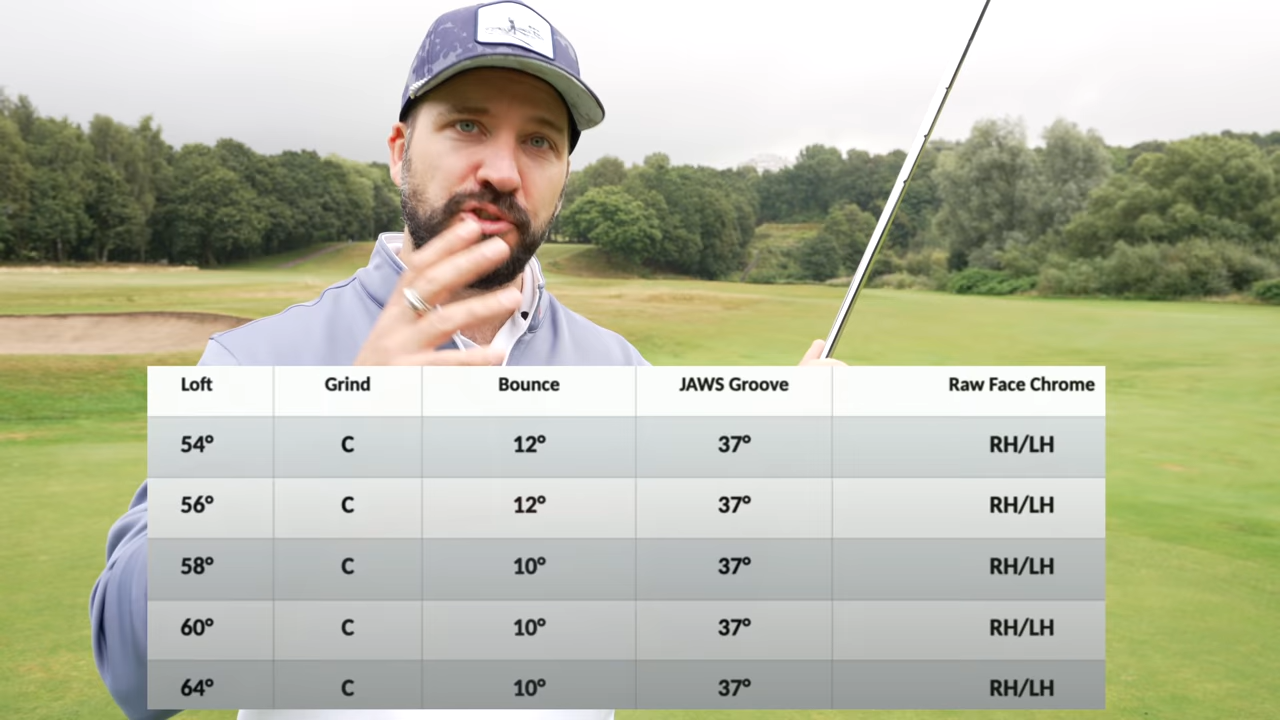 Loft Grind Bounce JAWS Groove Raw Face Chrome
54° C 12° 37° RH/LH
56° C 12° 37° RH/LH
58° C 10° 37° RH/LH
60° C 10° 37° RH/LH
64° C 10° 37° RH/LH